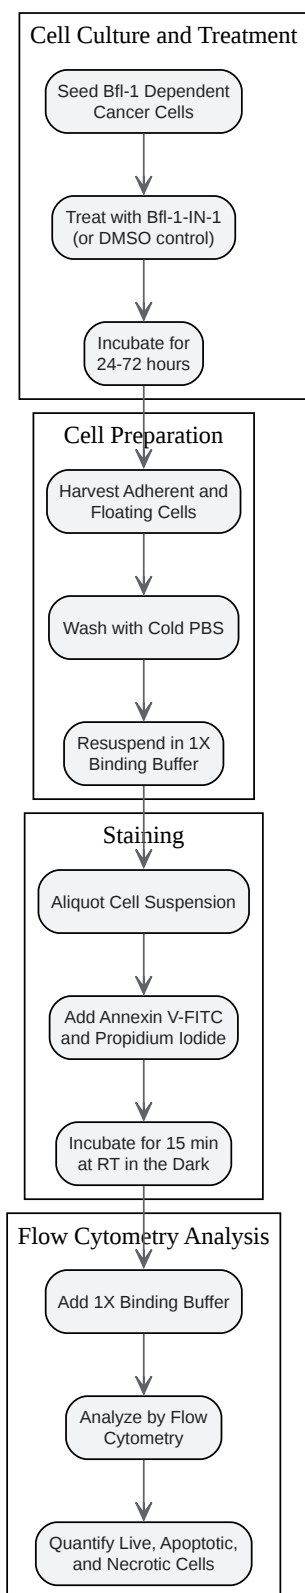 Cell Culture and Treatment
Seed Bfl-1 Dependent
Cancer Cells
Treat with Bfl-1-IN-1
(or DMSO control)
Incubate for
24-72 hours
Cell Preparation
Harvest Adherent and
Floating Cells
Wash with Cold PBS
Resuspend in 1X
Binding Buffer
Staining
Aliquot Cell Suspension
Add Annexin V-FITC
and Propidium Iodide
Incubate for 15 min
at RT in the Dark
Flow Cytometry Analysis
Add 1X Binding Buffer
Analyze by Flow
Cytometry
Quantify Live, Apoptotic,
and Necrotic Cells